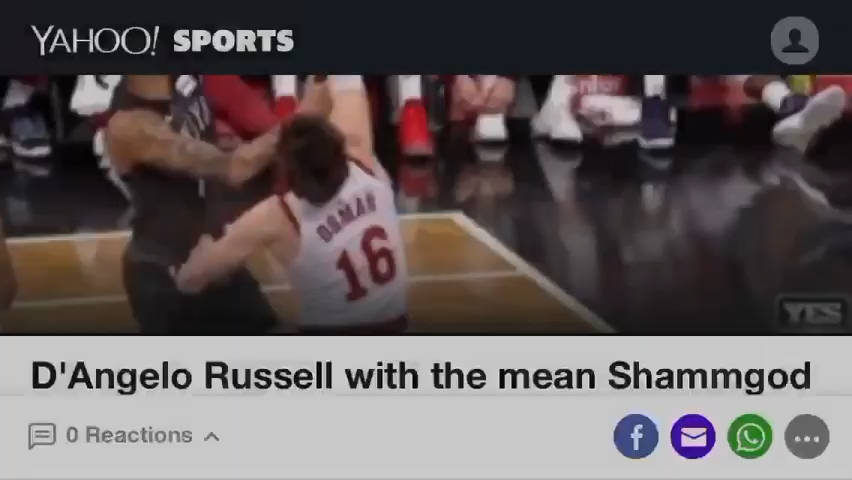 YAHOO! SPORTS
OSMAN
16
YES
D'Angelo Russell with the mean Shammgod
0 Reactions